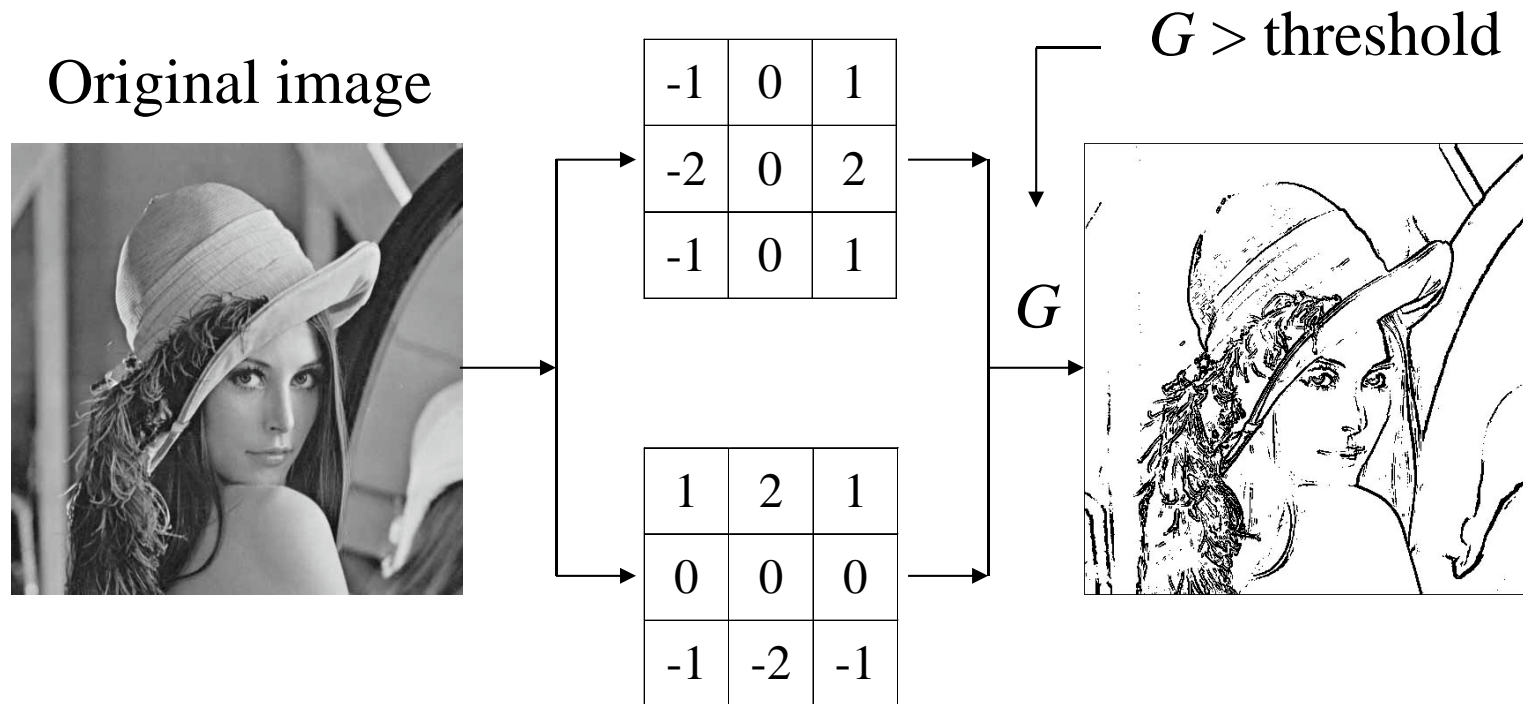 Original image
-1 0 1
-2 0 2
-1 0 1
1 2 1
0 0 0
-1 -2 -1
G
G > threshold